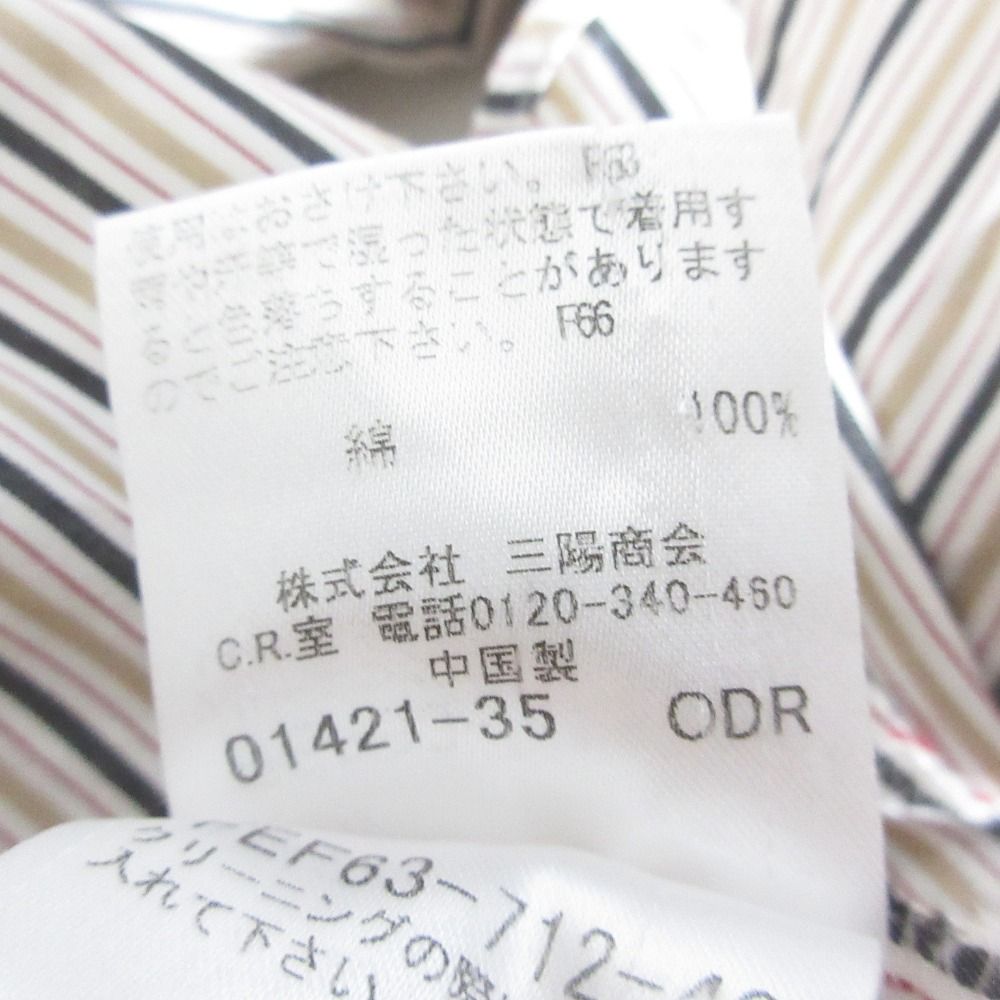 用はおさけ下さい。 F63
摩擦や汗等で湿った状態で着用す
ると色落ちすることがあります
のでご注意下さい。 F66
綿 100%
株式会社 三陽商会
C.R.室 電話0120-340-460
中国製
01421-35 ODR
EF63-712-
クリーニングの際
入れて下さい